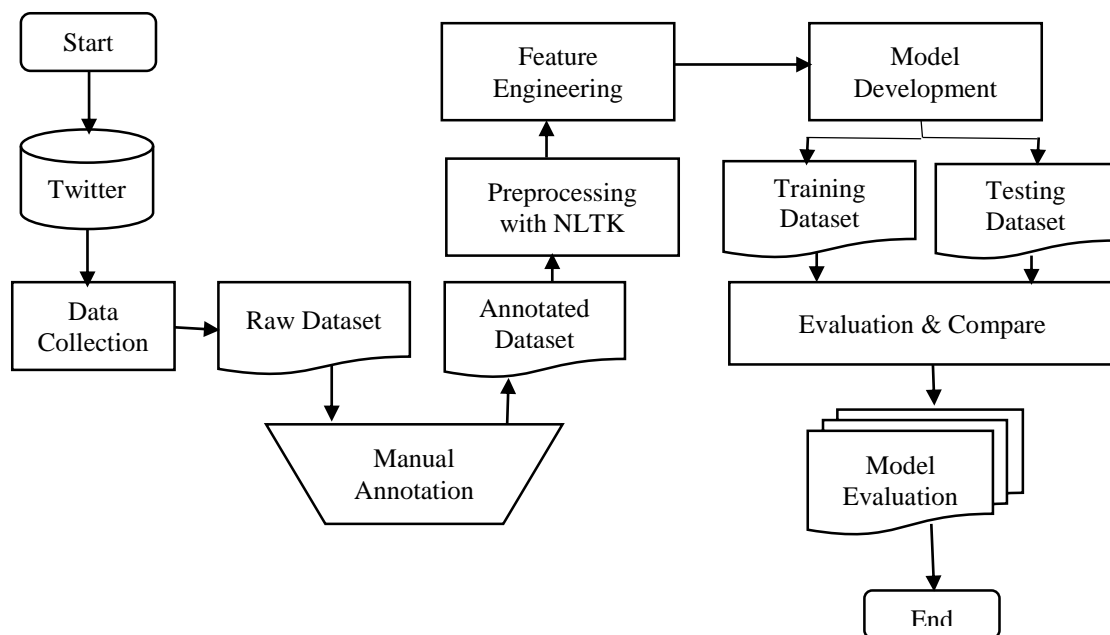 Start
Twitter
Data
Collection
Raw Dataset
Manual
Annotation
Annotated
Dataset
Preprocessing
with NLTK
Feature
Engineering
Model
Development
Training
Dataset
Testing
Dataset
Evaluation & Compare
Model
Evaluation
End